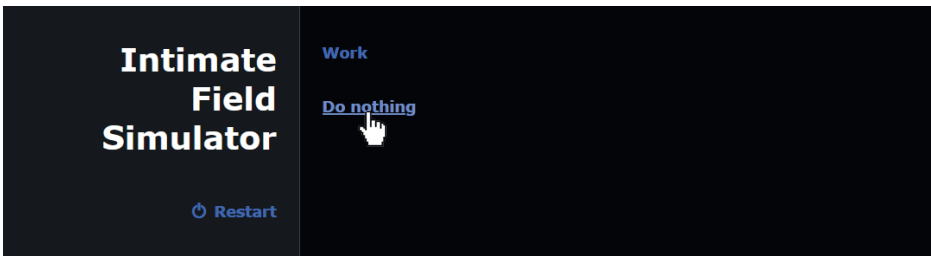 Intimate
Field
Simulator
Restart
Work
Do nothing